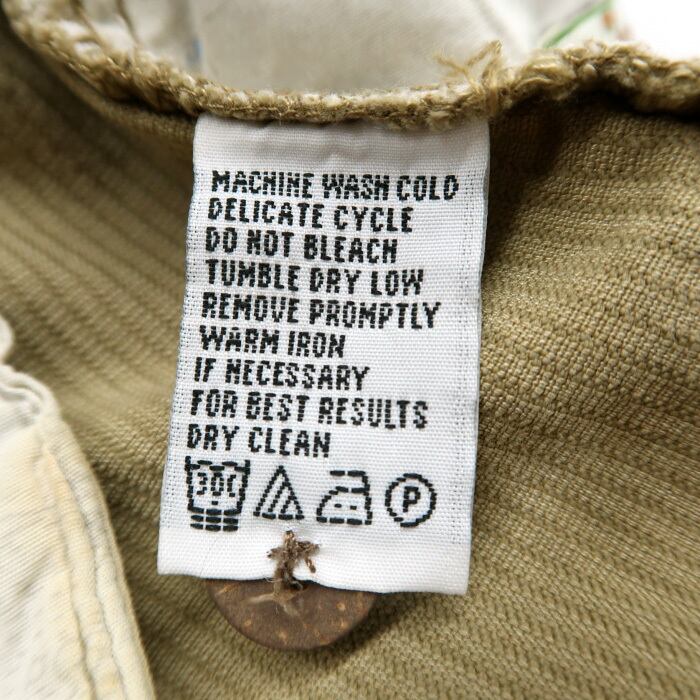 MACHINE WASH COLD
DELICATE CYCLE
DO NOT BLEACH
TUMBLE DRY LOW
REMOVE PROMPTLY
WARM IRON
IF NECESSARY
FOR BEST RESULTS
DRY CLEAN
30C P